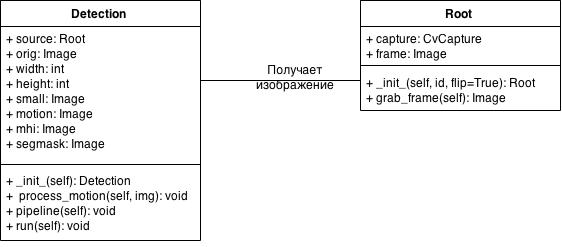 Detection
+ source: Root
+ orig: Image
+ width: int
+ height: int
+ small: Image
+ motion: Image
+ mhi: Image
+ segmask: Image
+ _init_(self): Detection
+ process_motion(self, img): void
+ pipeline(self): void
+ run(self): void
Получает
изображение
Root
+ capture: CvCapture
+ frame: Image
+ _init_(self, id, flip=True): Root
+ grab_frame(self): Image